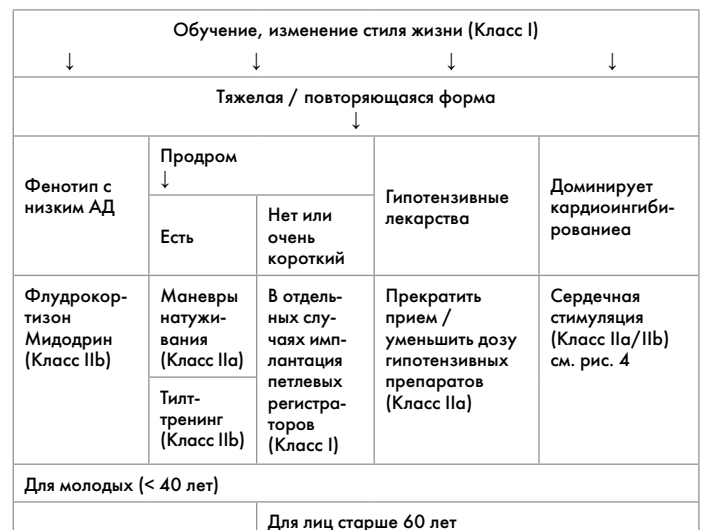 Обучение, изменение стиля жизни (Класс I)
↓ ↓ ↓ ↓
Тяжелая / повторяющаяся форма
↓
Фенотип с
низким АД
Продром
↓
Есть
Нет или
очень
короткий
Гипотензивные
лекарства
Доминирует
кардиоингиби-
рованиеа
Флудрокор-
тизон
Мидодрин
(Класс IIb)
Маневры
натужи-
вания
(Класс IIa)
Тилт-
тренинг
(Класс IIb)
В отдель-
ных слу-
чаях имп-
лантация
петлевых
регистра-
торов
(Класс I)
Прекратить
прием /
уменьшить дозу
гипотензивных
препаратов
(Класс IIa)
Сердечная
стимуляция
(Класс IIa/IIb)
см. рис. 4
Для молодых (< 40 лет)
Для лиц старше 60 лет